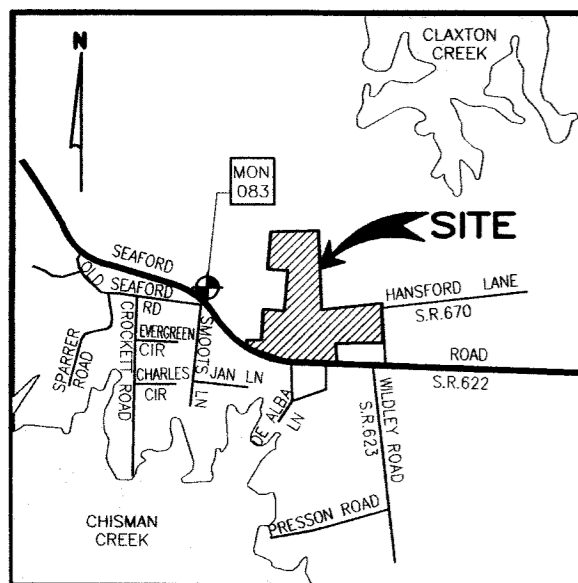 CLAXTON
CREEK
N
MON
083
SITE
SEAFORD
OLD SEAFORD
RD
HANSFORD LANE
S.R.670
EVERGREEN
CIR
SPARRER
ROAD
CROCKETT ROAD
SMOOTS LN
CHARLES
CIR
JAN LN
ROAD
S.R.622
DE ALBA
LN
WILDLEY ROAD
S.R.623
PRESSON ROAD
CHISMAN
CREEK